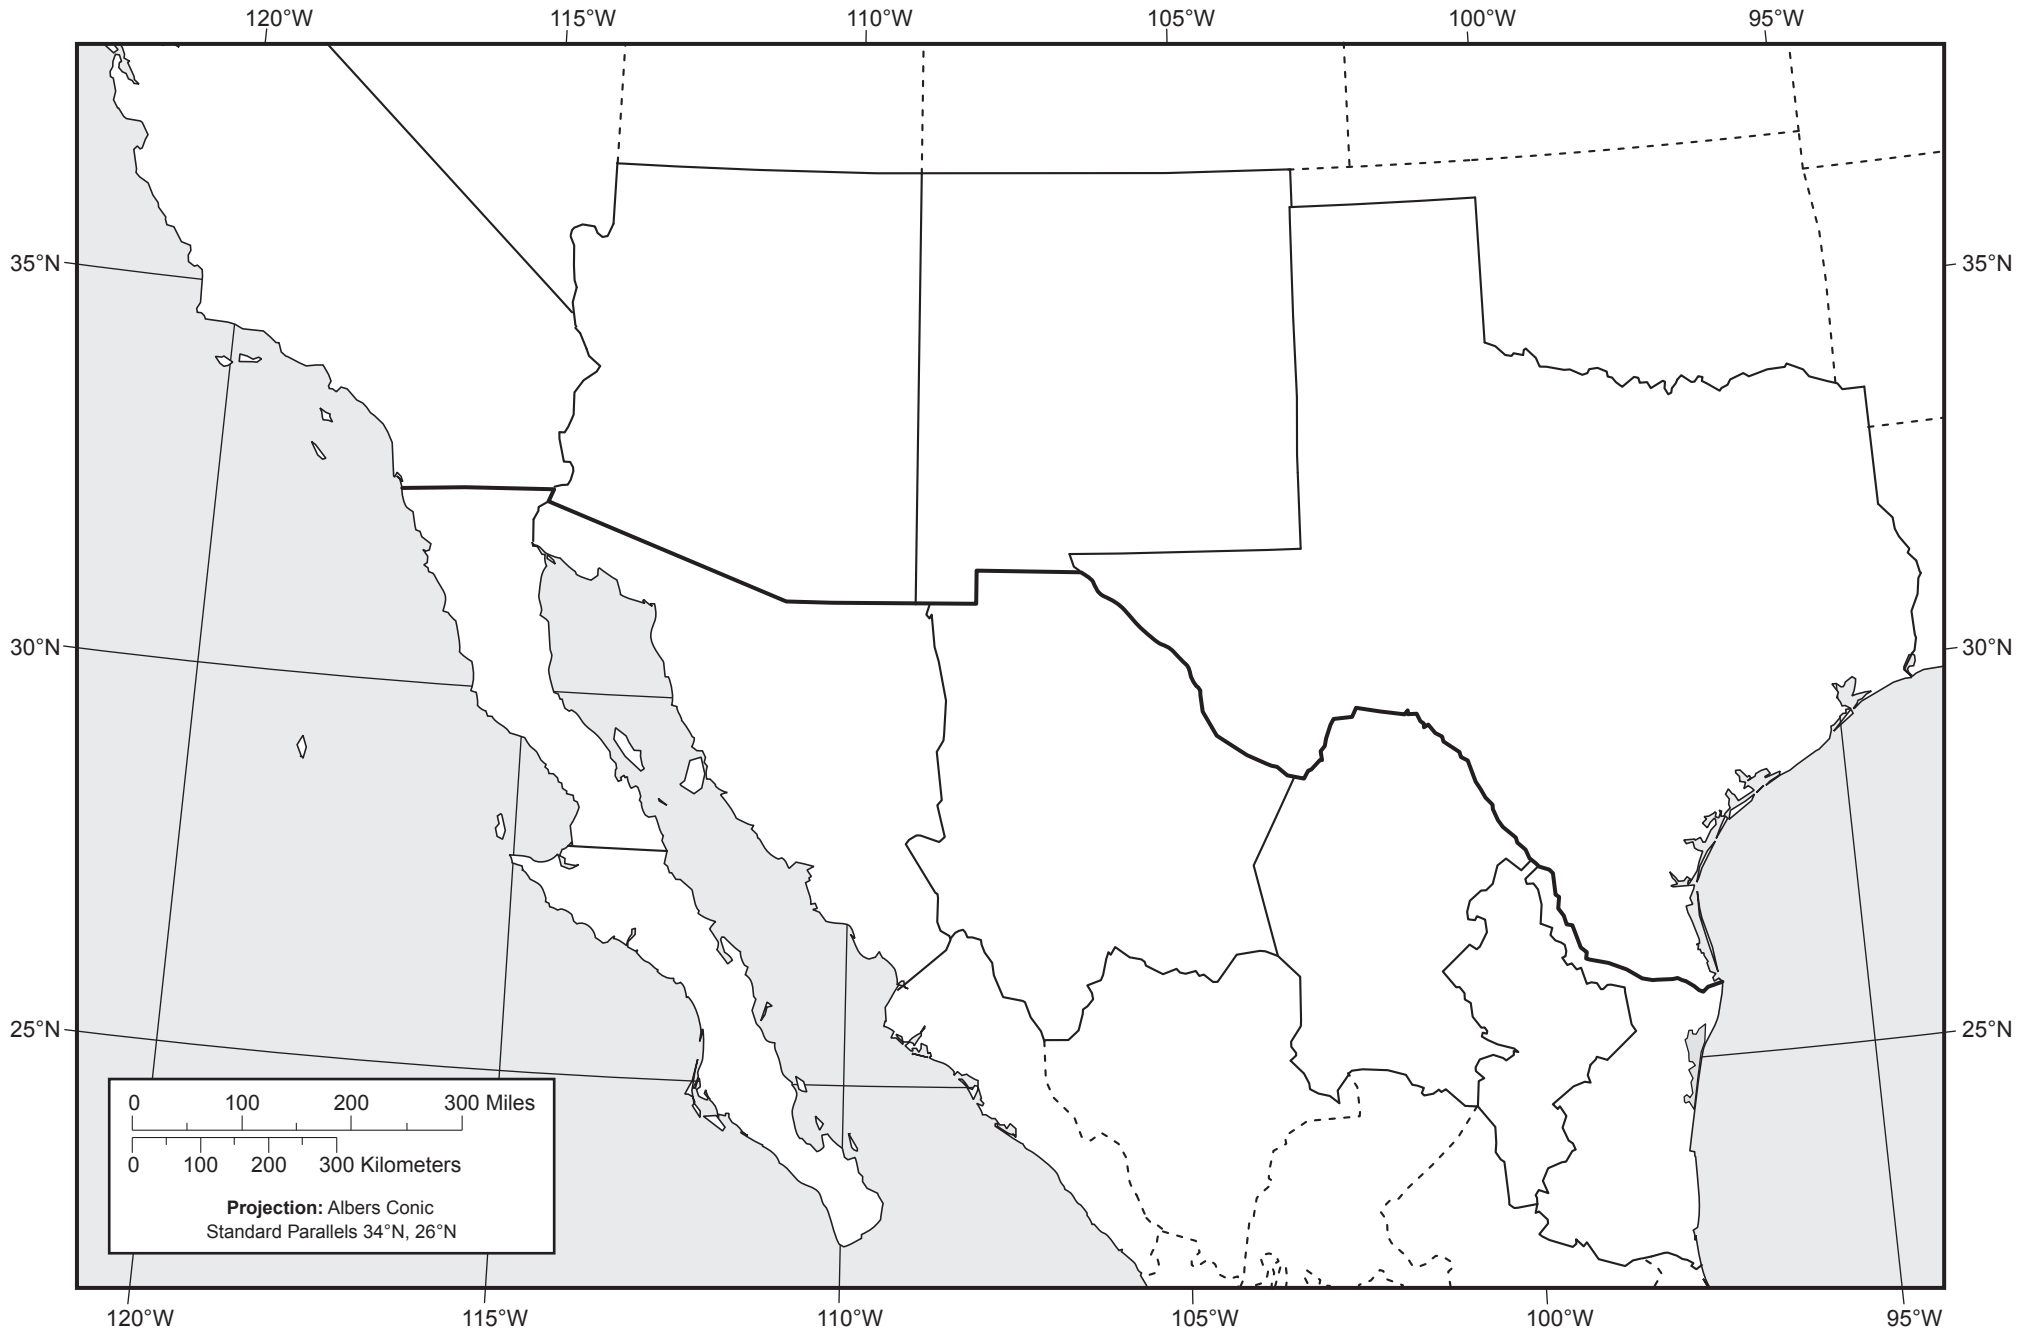 120°W 115°W 110°W 105°W 100°W 95°W
35°N 35°N
30°N 30°N
25°N 25°N
0 100 200 300 Miles
0 100 200 300 Kilometers
Projection: Albers Conic
Standard Parallels 34°N, 26°N
120°W 115°W 110°W 105°W 100°W 95°W